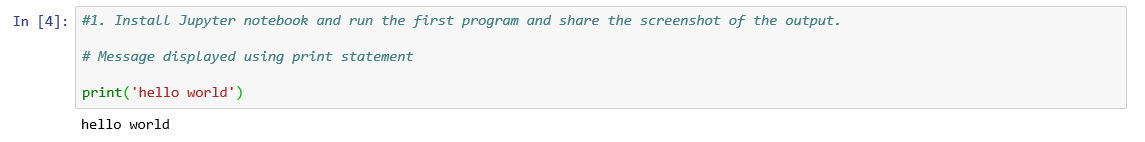 In [4]: #1. Install Jupyter notebook and run the first program and share the screenshot of the output.
# Message displayed using print statement
print('hello world')
hello world